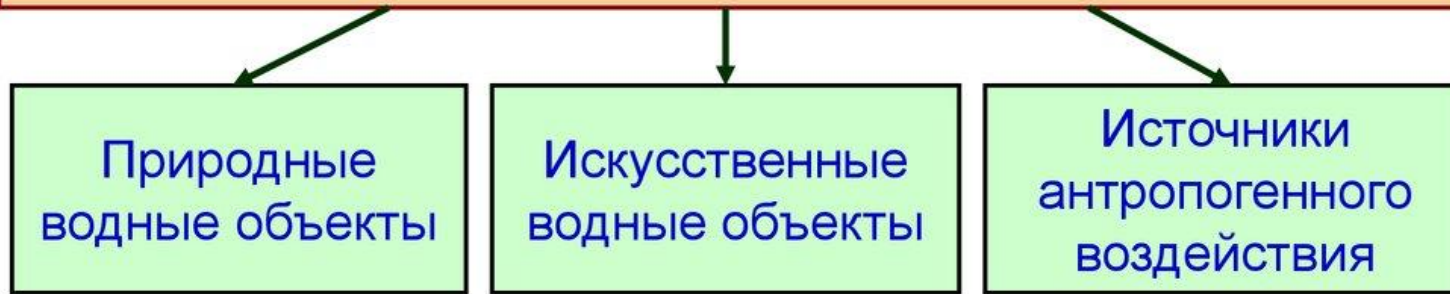 Природные
водные объекты
Искусственные
водные объекты
Источники
антропогенного
воздействия